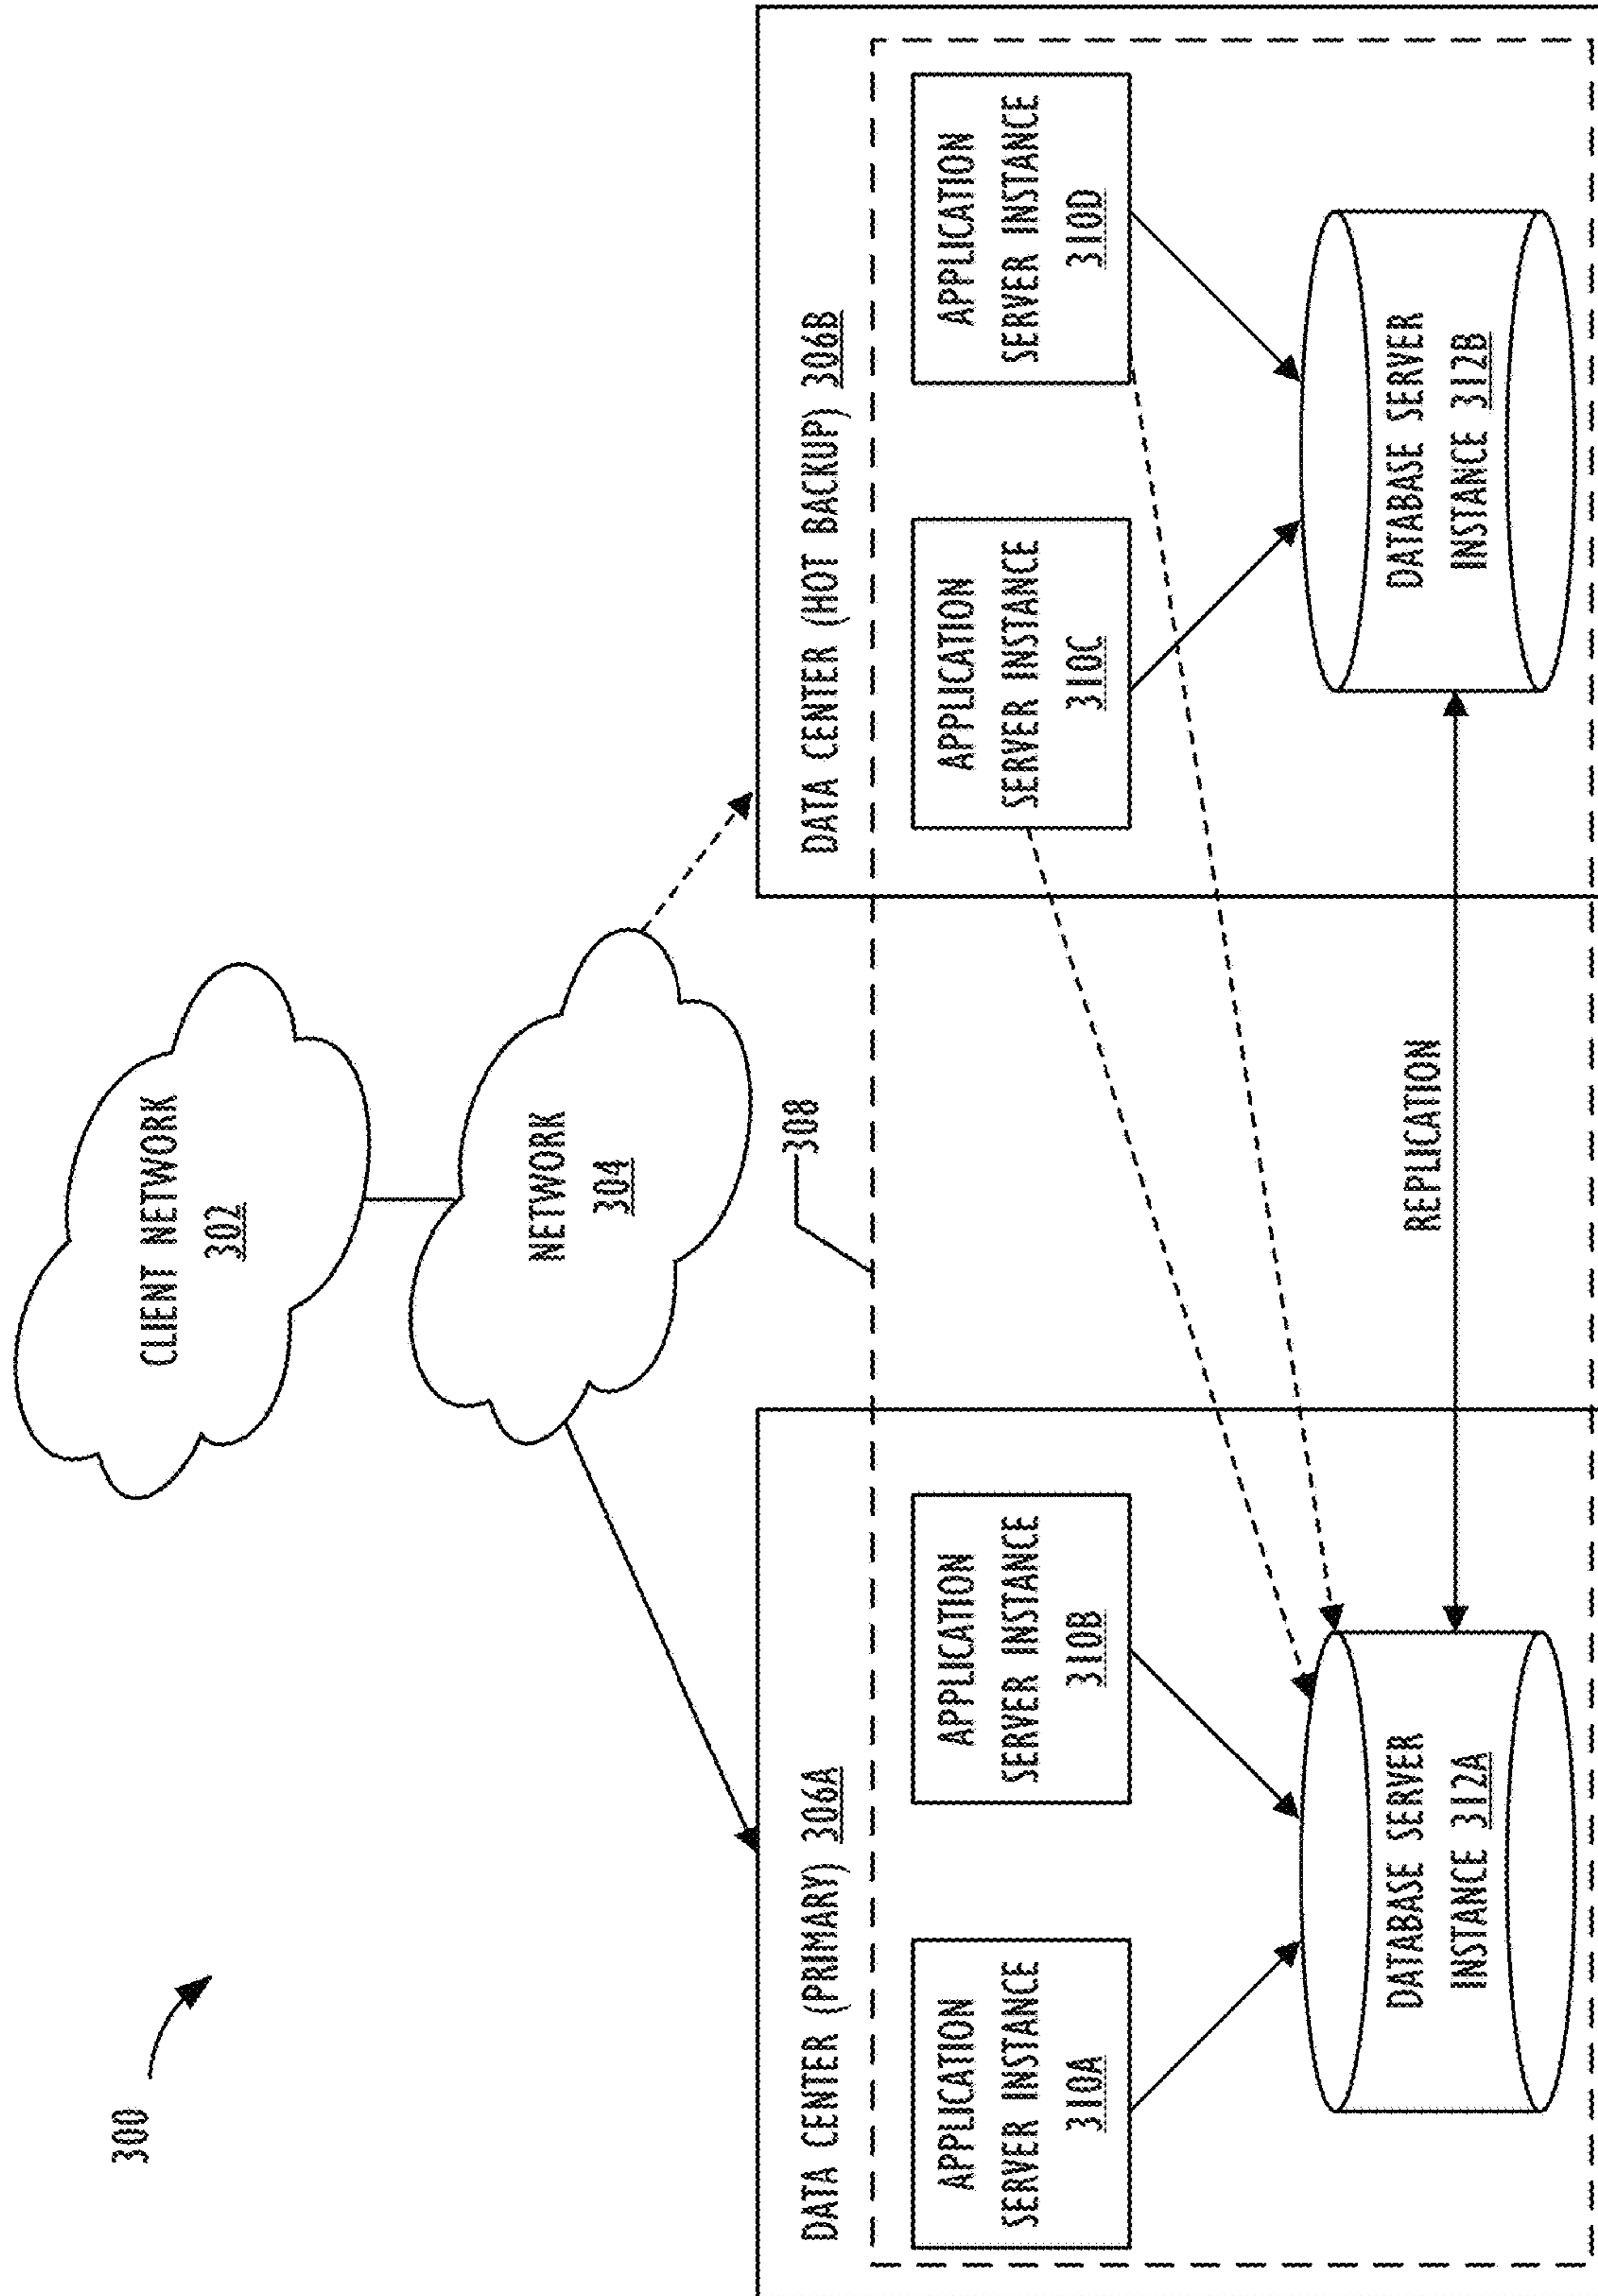 300
CLIENT NETWORK
302
NETWORK
304
308
DATA CENTER (PRIMARY) 306A
APPLICATION
SERVER INSTANCE
310A
APPLICATION
SERVER INSTANCE
310B
DATABASE SERVER
INSTANCE 312A
REPLICATION
DATA CENTER (HOT BACKUP) 306B
APPLICATION
SERVER INSTANCE
310C
APPLICATION
SERVER INSTANCE
310D
DATABASE SERVER
INSTANCE 312B